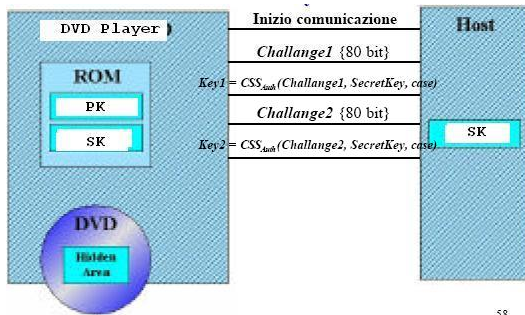 DVD Player
Inizio comunicazione
Host
Challange1 {80 bit}
ROM
Key1 = CSSAuth(Challange1, SecretKey, case)
PK
Challange2 {80 bit}
SK
SK
Key2 = CSSAuth(Challange2, SecretKey, case)
DVD
Hidden
Area
58